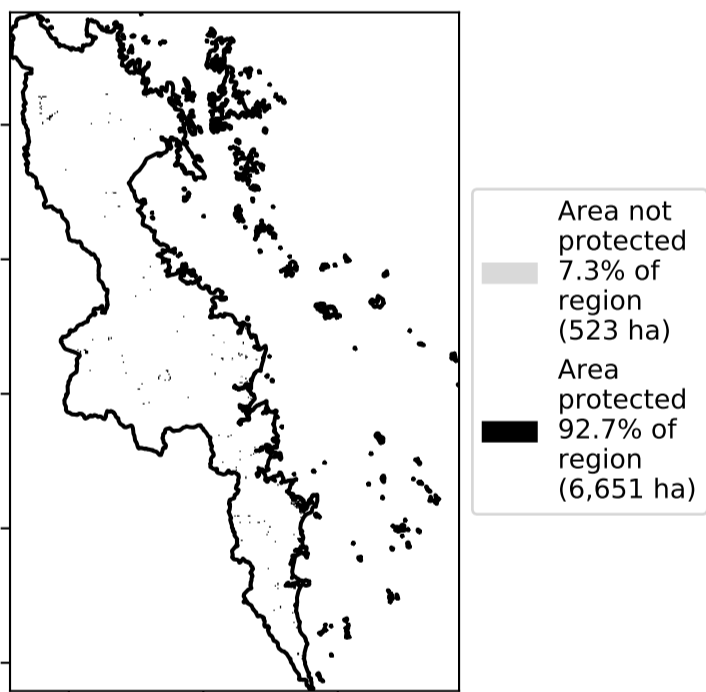 Area not
protected
7.3% of
region
(523 ha)
Area
protected
92.7% of
region
(6,651 ha)